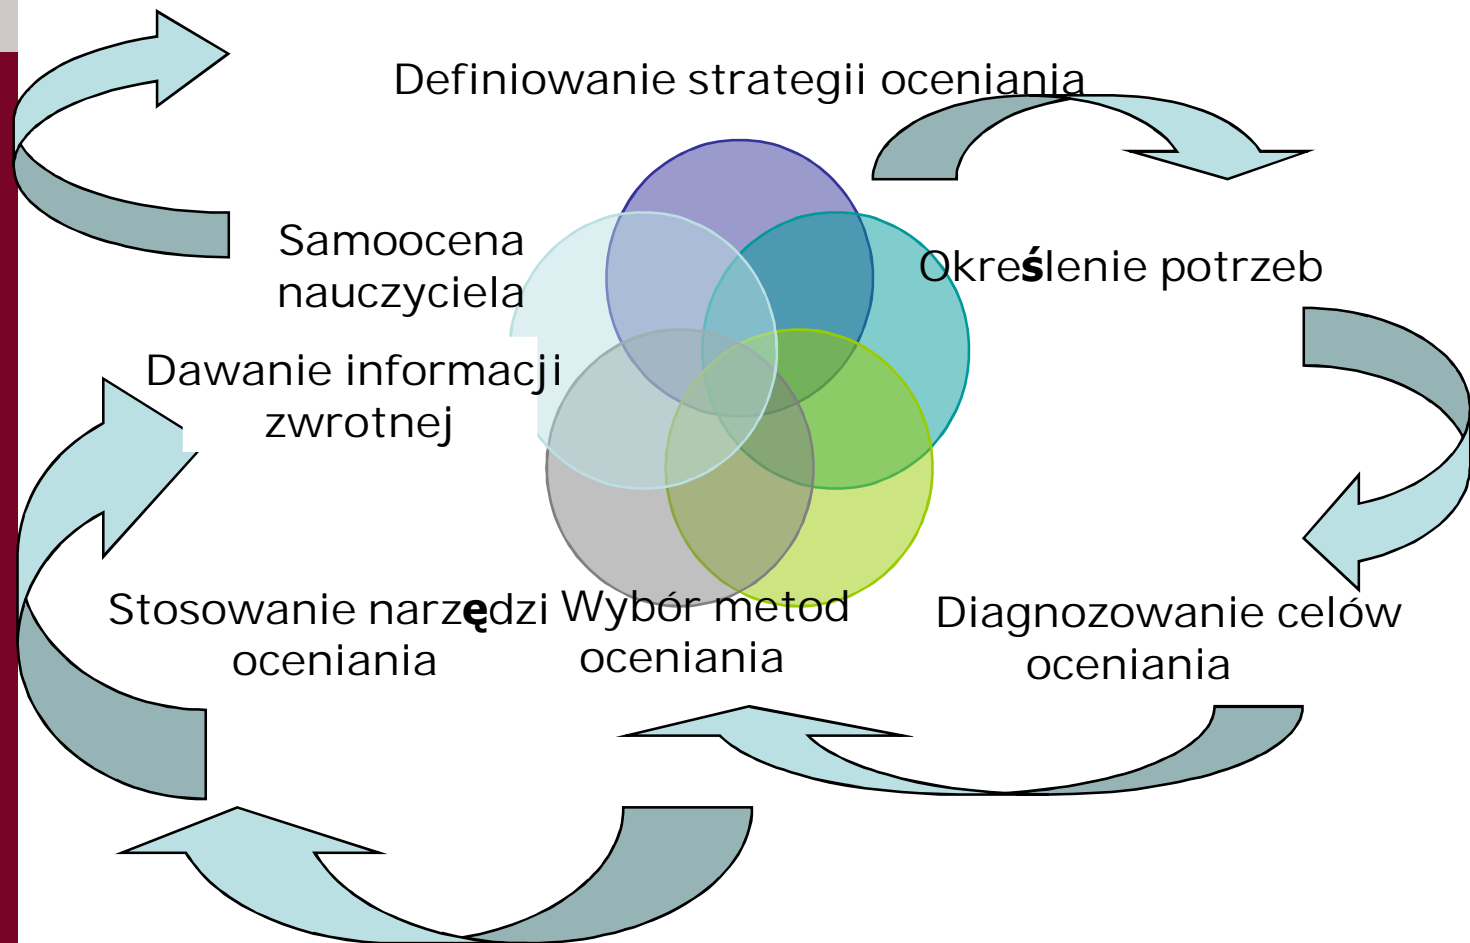 Definiowanie strategii oceniania
Samoocena
nauczyciela
Określenie potrzeb
Dawanie informacji
zwrotnej
Stosowanie narzędzi
oceniania
Wybór metod
oceniania
Diagnozowanie celów
oceniania